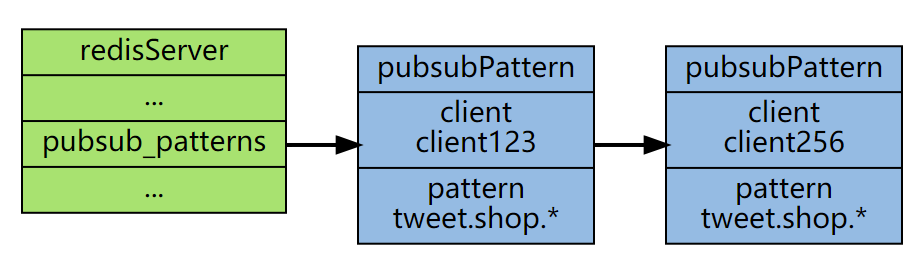 redisServer
...
pubsub_patterns
...
pubsubPattern
client
client123
pattern
tweet.shop.*
pubsubPattern
client
client256
pattern
tweet.shop.*